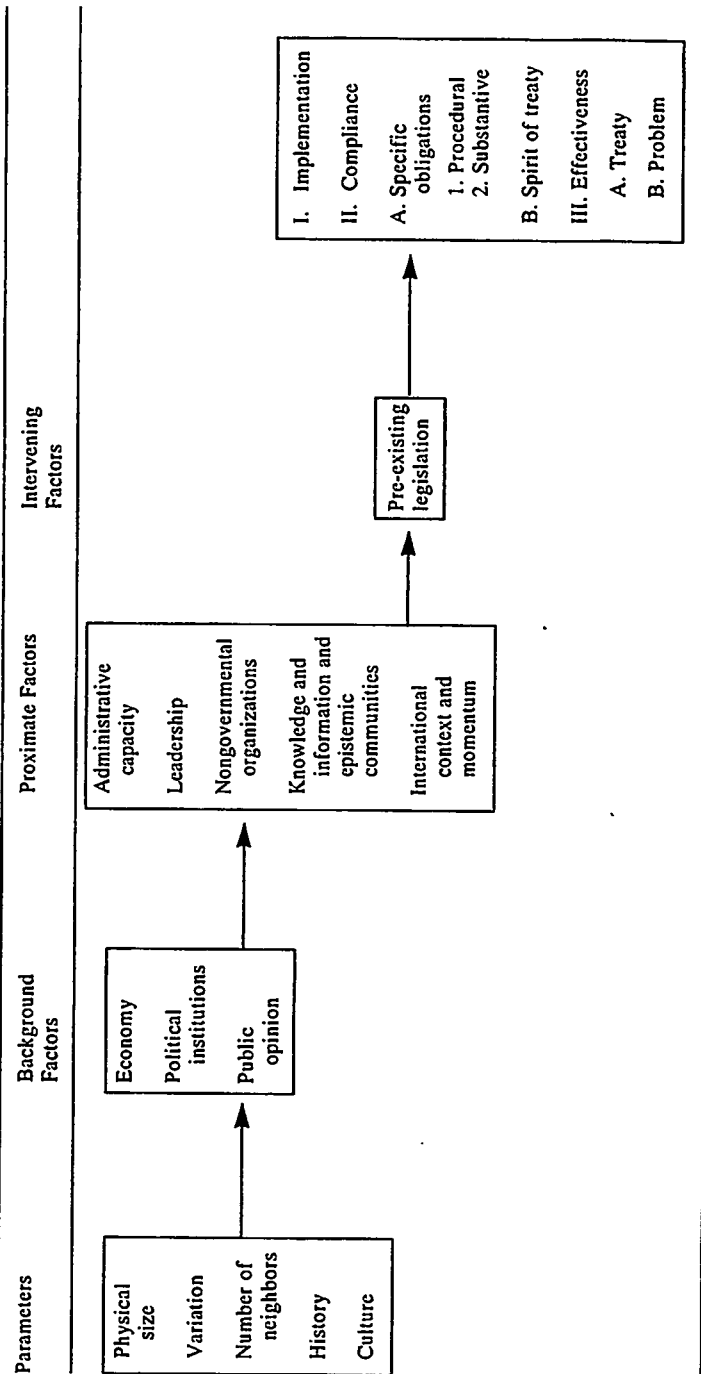 Parameters
Background
Factors
Proximate Factors
Intervening
Factors
Physical
size
Variation
Number of
neighbors
History
Culture
Economy
Political
institutions
Public
opinion
Administrative
capacity
Leadership
Nongovernmental
organizations
Knowledge and
information and
epistemic
communities
International
context and
momentum
Pre-existing
legislation
I. Implementation
II. Compliance
A. Specific
obligations
1. Procedural
2. Substantive
B. Spirit of treaty
III. Effectiveness
A. Treaty
B. Problem